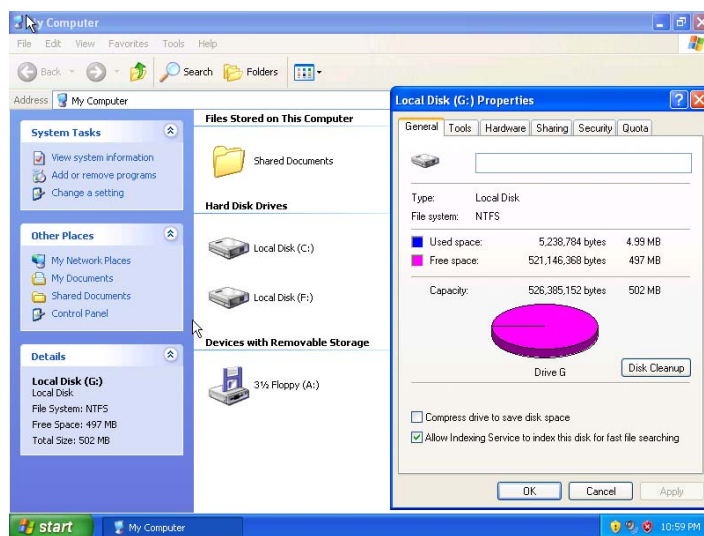 My Computer
File Edit View Favorites Tools Help
Back Search Folders
Address My Computer
System Tasks
View system information
Add or remove programs
Change a setting
Other Places
My Network Places
My Documents
Shared Documents
Control Panel
Details
Local Disk (G:)
Local Disk
File System: NTFS
Free Space: 497 MB
Total Size: 502 MB
Files Stored on This Computer
Shared Documents
Hard Disk Drives
Local Disk (C:)
Local Disk (F:)
Devices with Removable Storage
3½ Floppy (A:)
Local Disk (G:) Properties
General Tools Hardware Sharing Security Quota
Type: Local Disk
File system: NTFS
Used space: 5,238,784 bytes 4.99 MB
Free space: 521,146,368 bytes 497 MB
Capacity: 526,385,152 bytes 502 MB
Drive G
Disk Cleanup
Compress drive to save disk space
Allow Indexing Service to index this disk for fast file searching
OK Cancel Apply
start My Computer 10:59 PM